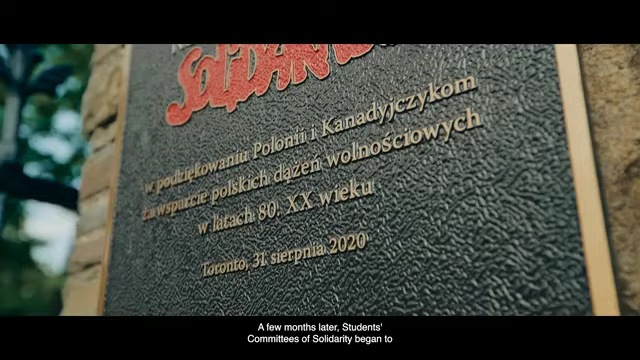 SOLIDARNOŚĆ
w podziękowaniu Polonii i Kanadyjczykom
za wsparcie polskich dążeń wolnościowych
w latach 80. XX wieku
Toronto, 31 sierpnia 2020
A few months later, Students'
Committees of Solidarity began to